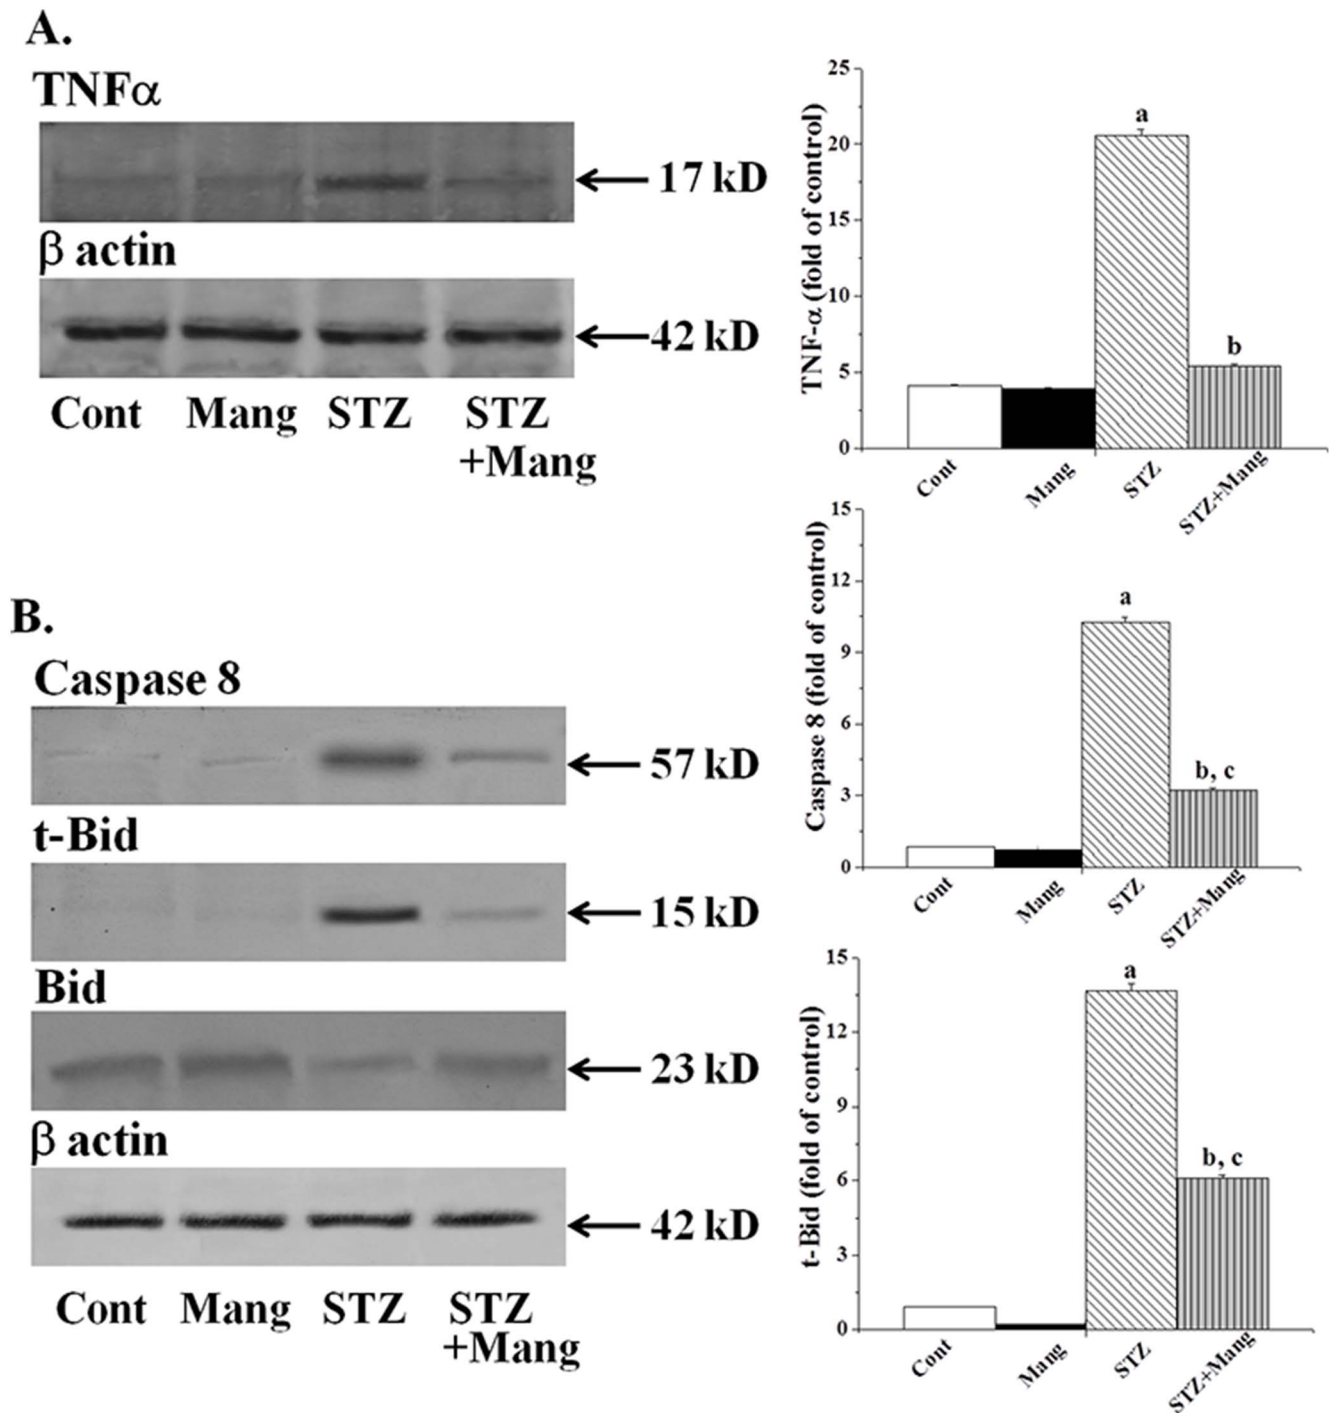 A.
TNFα
17 kD
β actin
42 kD
Cont Mang STZ STZ
+Mang
25
20
15
10
5
0
TNF-α (fold of control)
a
b
Cont Mang STZ STZ+Mang
B.
Caspase 8
57 kD
t-Bid
15 kD
Bid
23 kD
β actin
42 kD
Cont Mang STZ STZ
+Mang
15
12
9
6
3
0
Caspase 8 (fold of control)
a
b, c
Cont Mang STZ STZ+Mang
15
12
9
6
3
0
t-Bid (fold of control)
a
b, c
Cont Mang STZ STZ+Mang